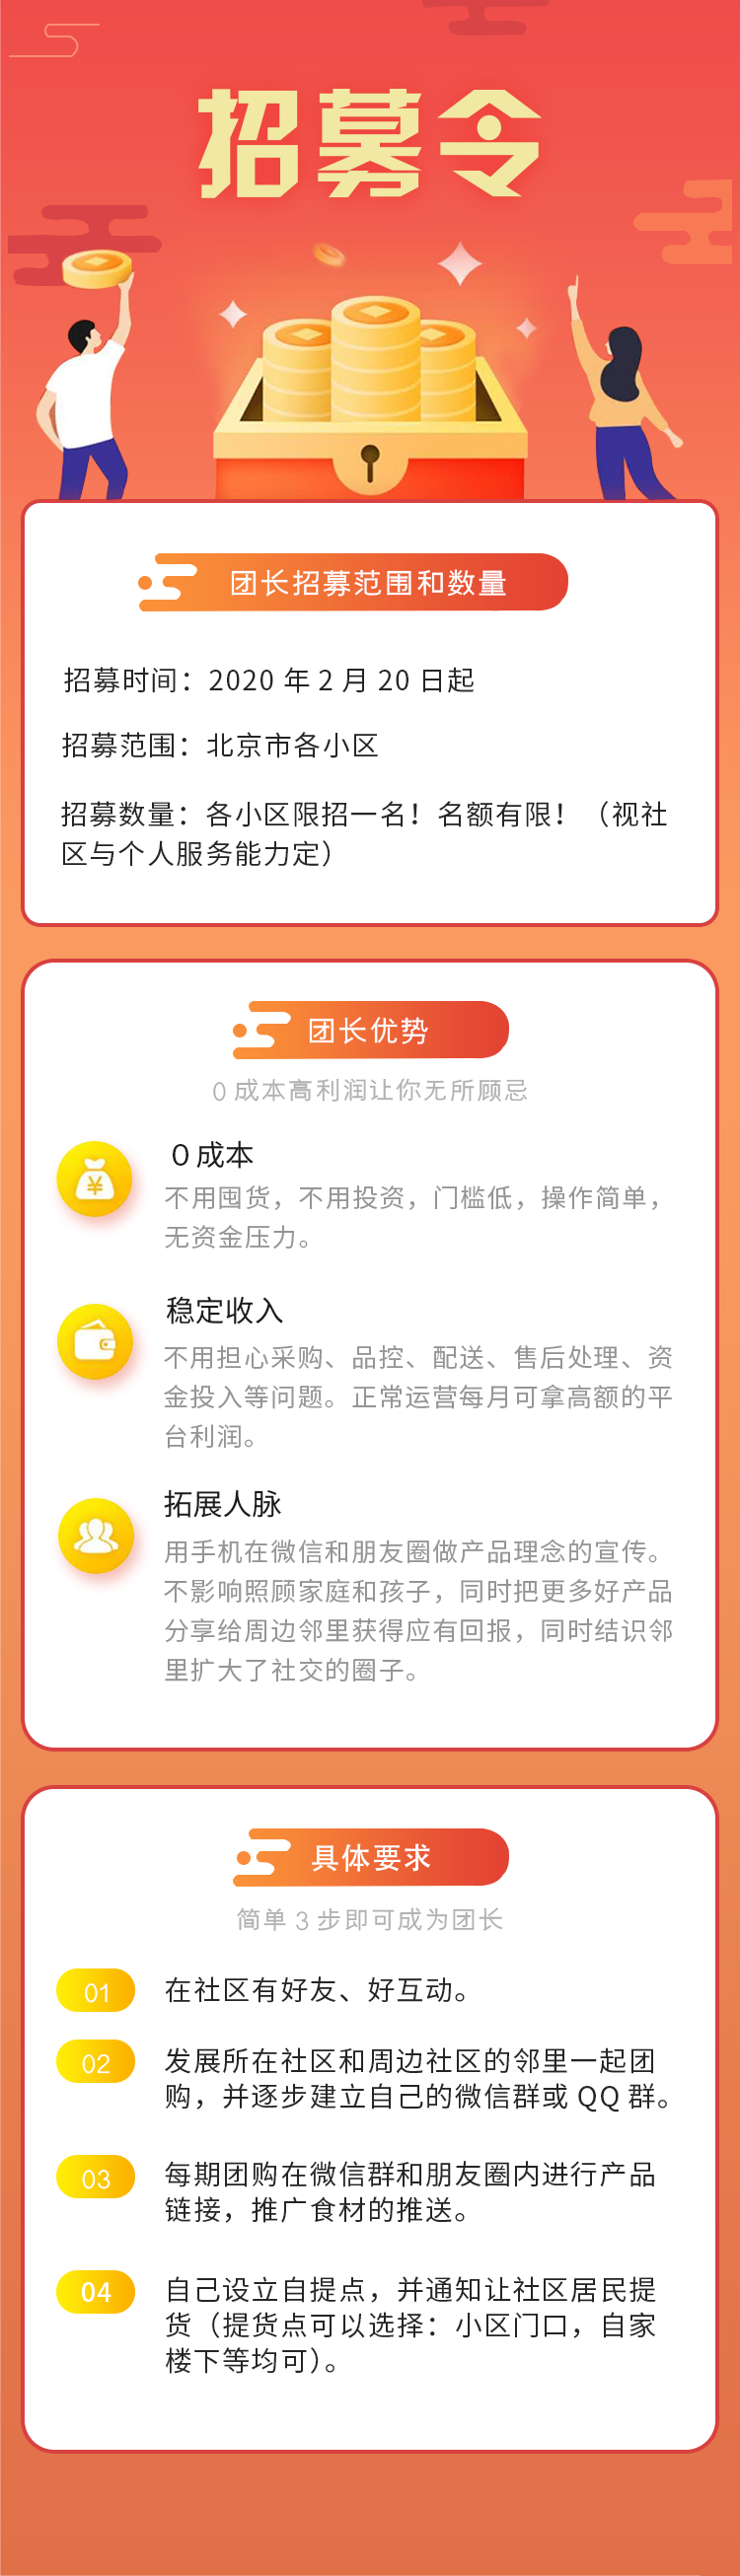 招募令
团长招募范围和数量
招募时间：2020 年 2 月 20 日起
招募范围：北京市各小区
招募数量：各小区限招一名！名额有限！（视社
区与个人服务能力定）
团长优势
0 成本高利润让你无所顾忌
0 成本
不用囤货，不用投资，门槛低，操作简单，
无资金压力。
稳定收入
不用担心采购、品控、配送、售后处理、资
金投入等问题。正常运营每月可拿高额的平
台利润。
拓展人脉
用手机在微信和朋友圈做产品理念的宣传。
不影响照顾家庭和孩子，同时把更多好产品
分享给周边邻里获得应有回报，同时结识邻
里扩大了社交的圈子。
具体要求
简单 3 步即可成为团长
01
在社区有好友、好互动。
02
发展所在社区和周边社区的邻里一起团
购，并逐步建立自己的微信群或 QQ 群。
03
每期团购在微信群和朋友圈内进行产品
链接，推广食材的推送。
04
自己设立自提点，并通知让社区居民提
货（提货点可以选择：小区门口，自家
楼下等均可）。